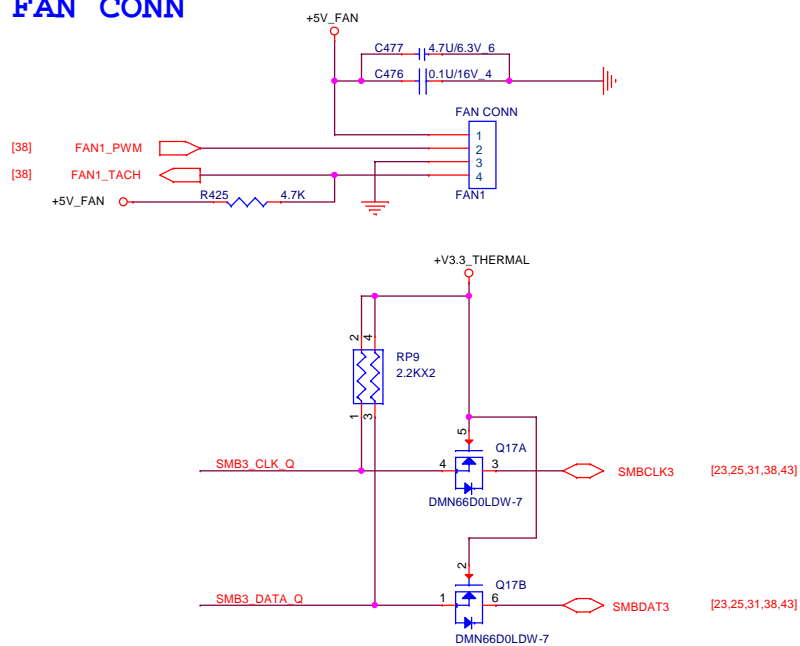 FAN CONN
+5V_FAN
C477 4.7U/6.3V_6
C476 0.1U/16V_4
FAN CONN
1
[38] FAN1_PWM 2
3
[38] FAN1_TACH 4
+5V_FAN R425 4.7K FAN1
+V3.3_THERMAL
2 4
RP9
2.2KX2
1 3
5
Q17A
SMB3_CLK_Q 4 3 SMBCLK3 [23,25,31,38,43]
DMN66D0LDW-7
2
Q17B
SMB3_DATA_Q 1 6 SMBDAT3 [23,25,31,38,43]
DMN66D0LDW-7